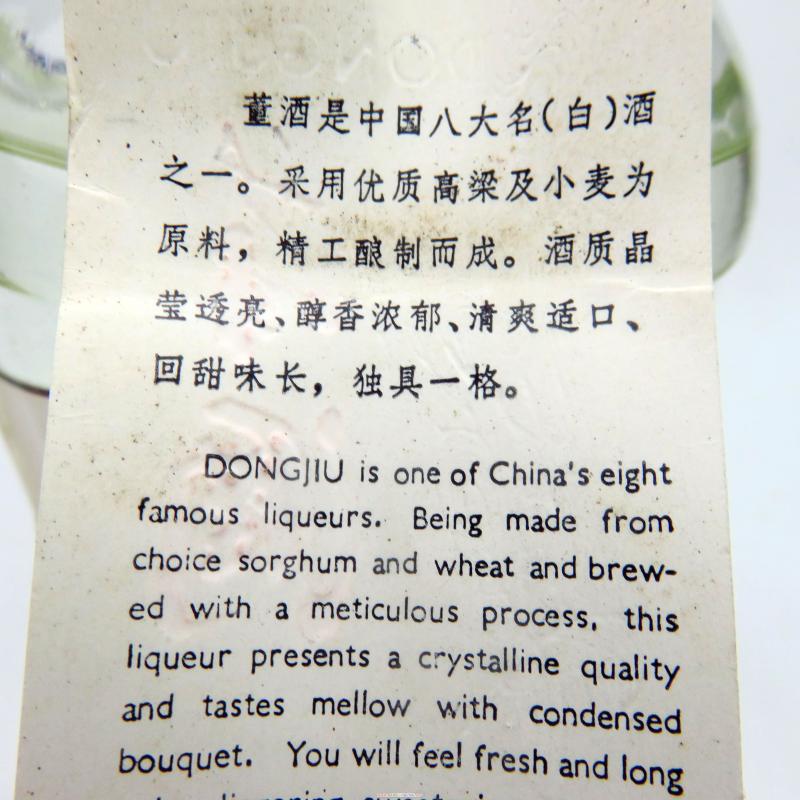 董酒是中国八大名(白)酒
之一。采用优质高粱及小麦为
原料，精工酿制而成。酒质晶
莹透亮、醇香浓郁、清爽适口、
回甜味长，独具一格。
DONGJIU is one of China's eight
famous liqueurs. Being made from
choice sorghum and wheat and brew-
ed with a meticulous process, this
liqueur presents a crystalline quality
and tastes mellow with condensed
bouquet. You will feel fresh and long